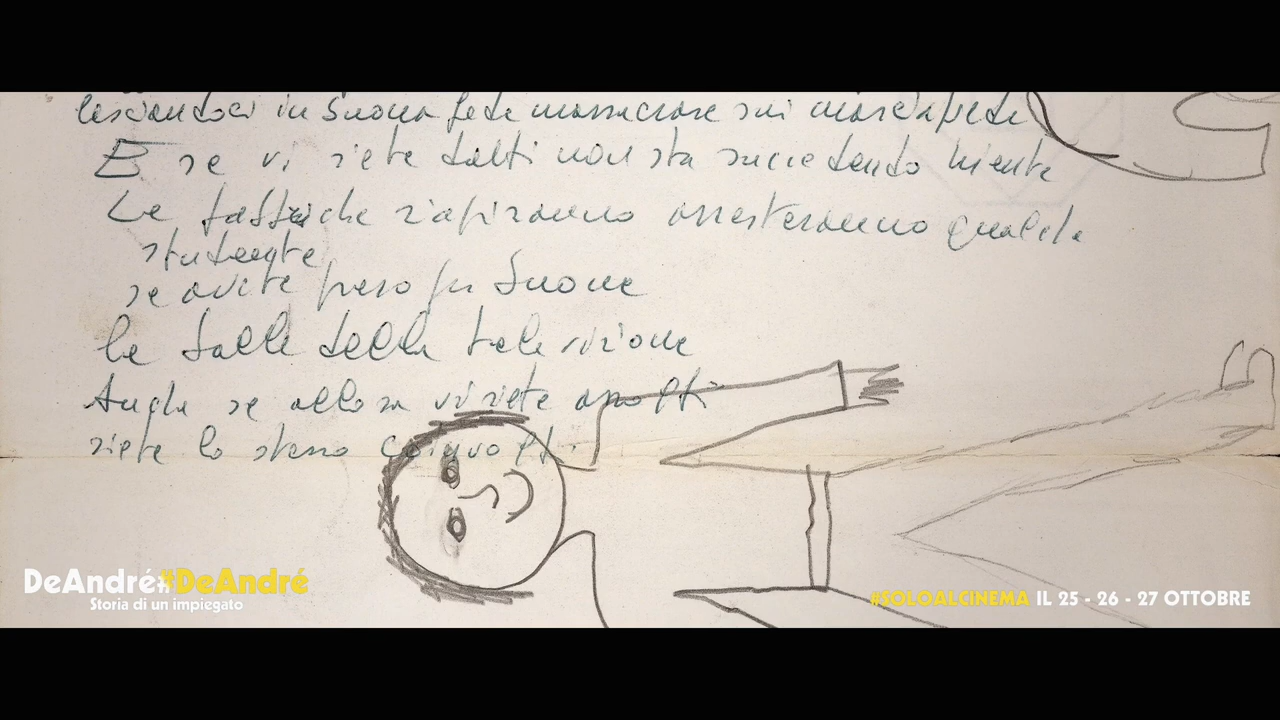 lasciandoci in buona fede massacrare sui marciapiedi
E se vi siete detti non sta succedendo niente
Le fabbriche riapriranno arresteranno qualche
studente
se avete preso per buone
le balle della televisione
Anche se allora vi siete assolti
siete lo stesso coinvolti.
DeAndré#DeAndré
Storia di un impiegato
#SOLOALCINEMA IL 25 - 26 - 27 OTTOBRE